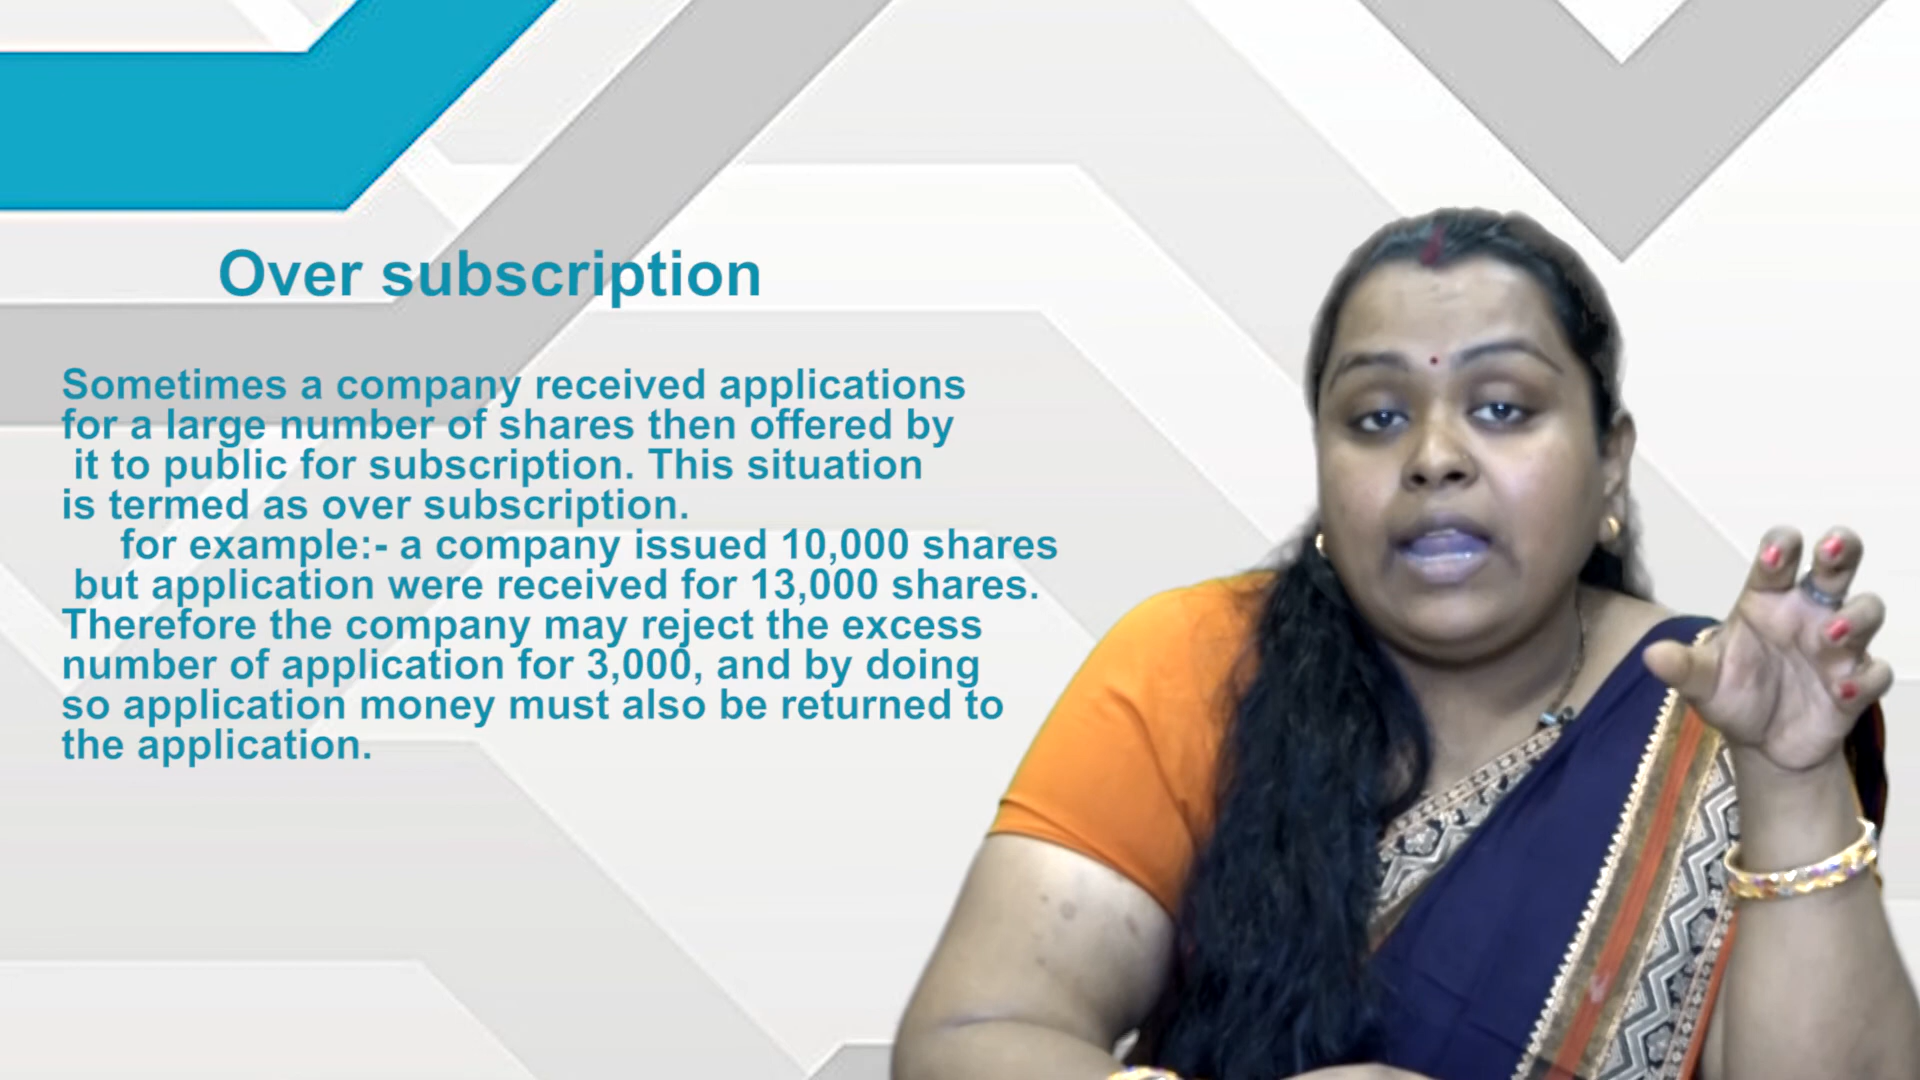 Over subscription
Sometimes a company received applications
for a large number of shares then offered by
it to public for subscription. This situation
is termed as over subscription.
for example:- a company issued 10,000 shares
but application were received for 13,000 shares.
Therefore the company may reject the excess
number of application for 3,000, and by doing
so application money must also be returned to
the application.